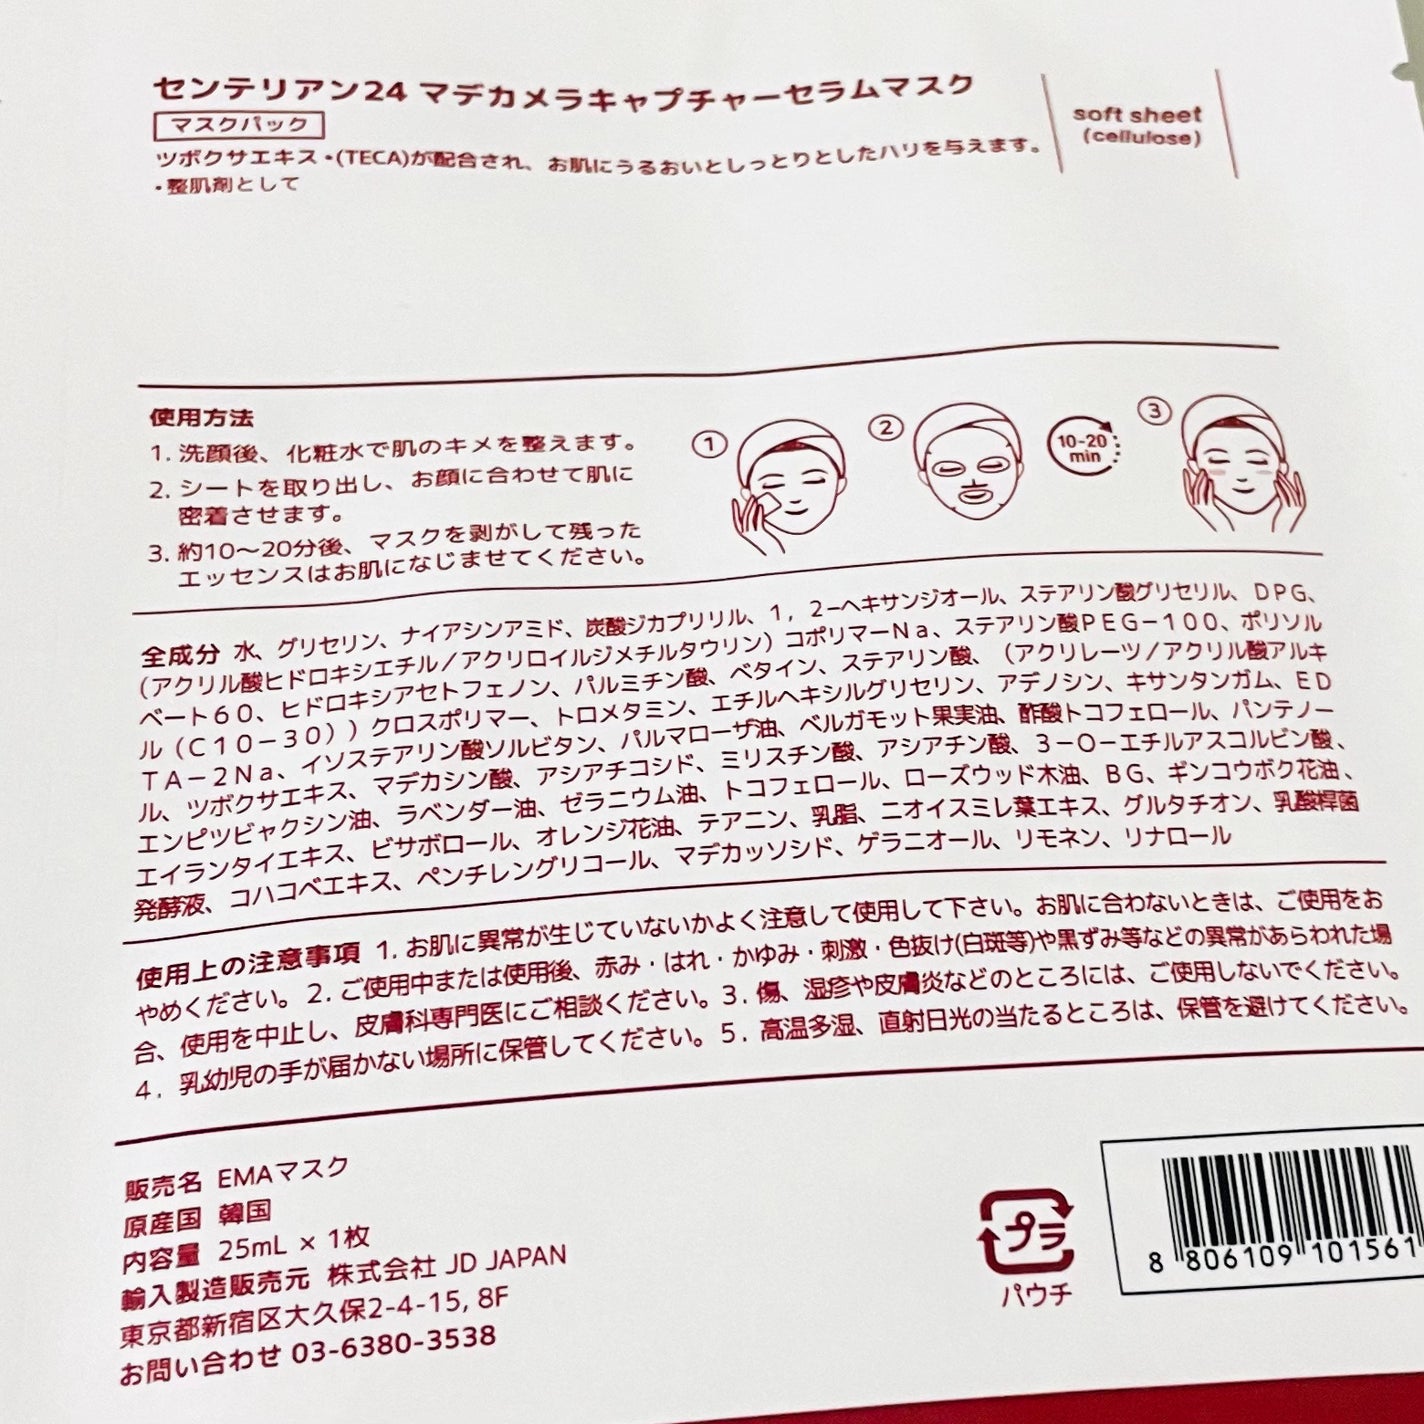 センテリアン24 マデカメラキャプチャーセラムマスク
マスクパック
ツボクサエキス・(TECA)が配合され、お肌にうるおいとしっとりとしたハリを与えます。
・整肌剤として
soft sheet
(cellulose)
使用方法
1. 洗顔後、化粧水で肌のキメを整えます。
2. シートを取り出し、お顔に合わせて肌に
密着させます。
3. 約10～20分後、マスクを剥がして残った
エッセンスはお肌になじませてください。
1
2
10-20
min
3
全成分 水、グリセリン、ナイアシンアミド、炭酸ジカプリリル、１，２−ヘキサンジオール、ステアリン酸グリセリル、ＤＰＧ、
（アクリル酸ヒドロキシエチル／アクリロイルジメチルタウリン）コポリマーＮａ、ステアリン酸ＰＥＧ−１００、ポリソル
ベート６０、ヒドロキシアセトフェノン、パルミチン酸、ベタイン、ステアリン酸、（アクリレーツ／アクリル酸アルキ
ル（Ｃ１０−３０））クロスポリマー、トロメタミン、エチルヘキシルグリセリン、アデノシン、キサンタンガム、ＥＤ
ＴＡ−２Ｎａ、イソステアリン酸ソルビタン、パルマローザ油、ベルガモット果実油、酢酸トコフェロール、パンテノー
ル、ツボクサエキス、マデカシン酸、アシアチコシド、ミリスチン酸、アシアチン酸、３−Ｏ−エチルアスコルビン酸、
エンピツビャクシン油、ラベンダー油、ゼラニウム油、トコフェロール、ローズウッド木油、ＢＧ、ギンコウボク花油、
エイランタイエキス、ビサボロール、オレンジ花油、テアニン、乳脂、ニオイスミレ葉エキス、グルタチオン、乳酸桿菌
発酵液、コハコベエキス、ペンチレングリコール、マデカッソシド、ゲラニオール、リモネン、リナロール
使用上の注意事項 1. お肌に異常が生じていないかよく注意して使用して下さい。お肌に合わないときは、ご使用をお
やめください。2. ご使用中または使用後、赤み・はれ・かゆみ・刺激・色抜け(白斑等)や黒ずみ等などの異常があらわれた場
合、使用を中止し、皮膚科専門医にご相談ください。3. 傷、湿疹や皮膚炎などのところには、ご使用しないでください。
4. 乳幼児の手が届かない場所に保管してください。5. 高温多湿、直射日光の当たるところは、保管を避けてください。
販売名 EMAマスク
原産国 韓国
内容量 25mL × 1枚
輸入製造販売元 株式会社 JD JAPAN
東京都新宿区大久保2-4-15, 8F
お問い合わせ 03-6380-3538
プラ
パウチ
8 806109 101561